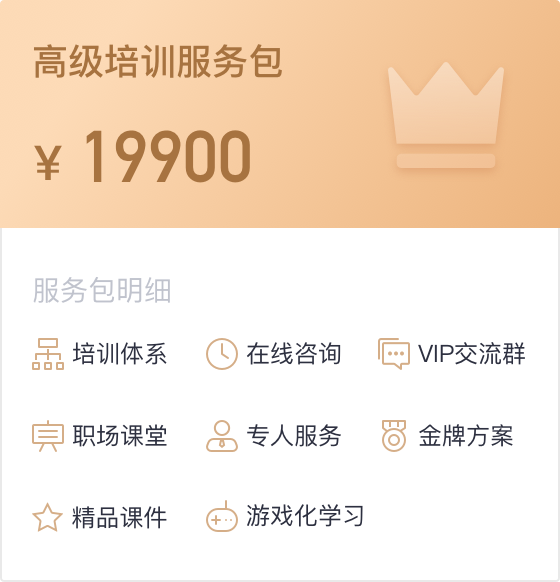 高级培训服务包
¥ 19900
服务包明细
培训体系 在线咨询 VIP交流群
职场课堂 专人服务 金牌方案
精品课件 游戏化学习